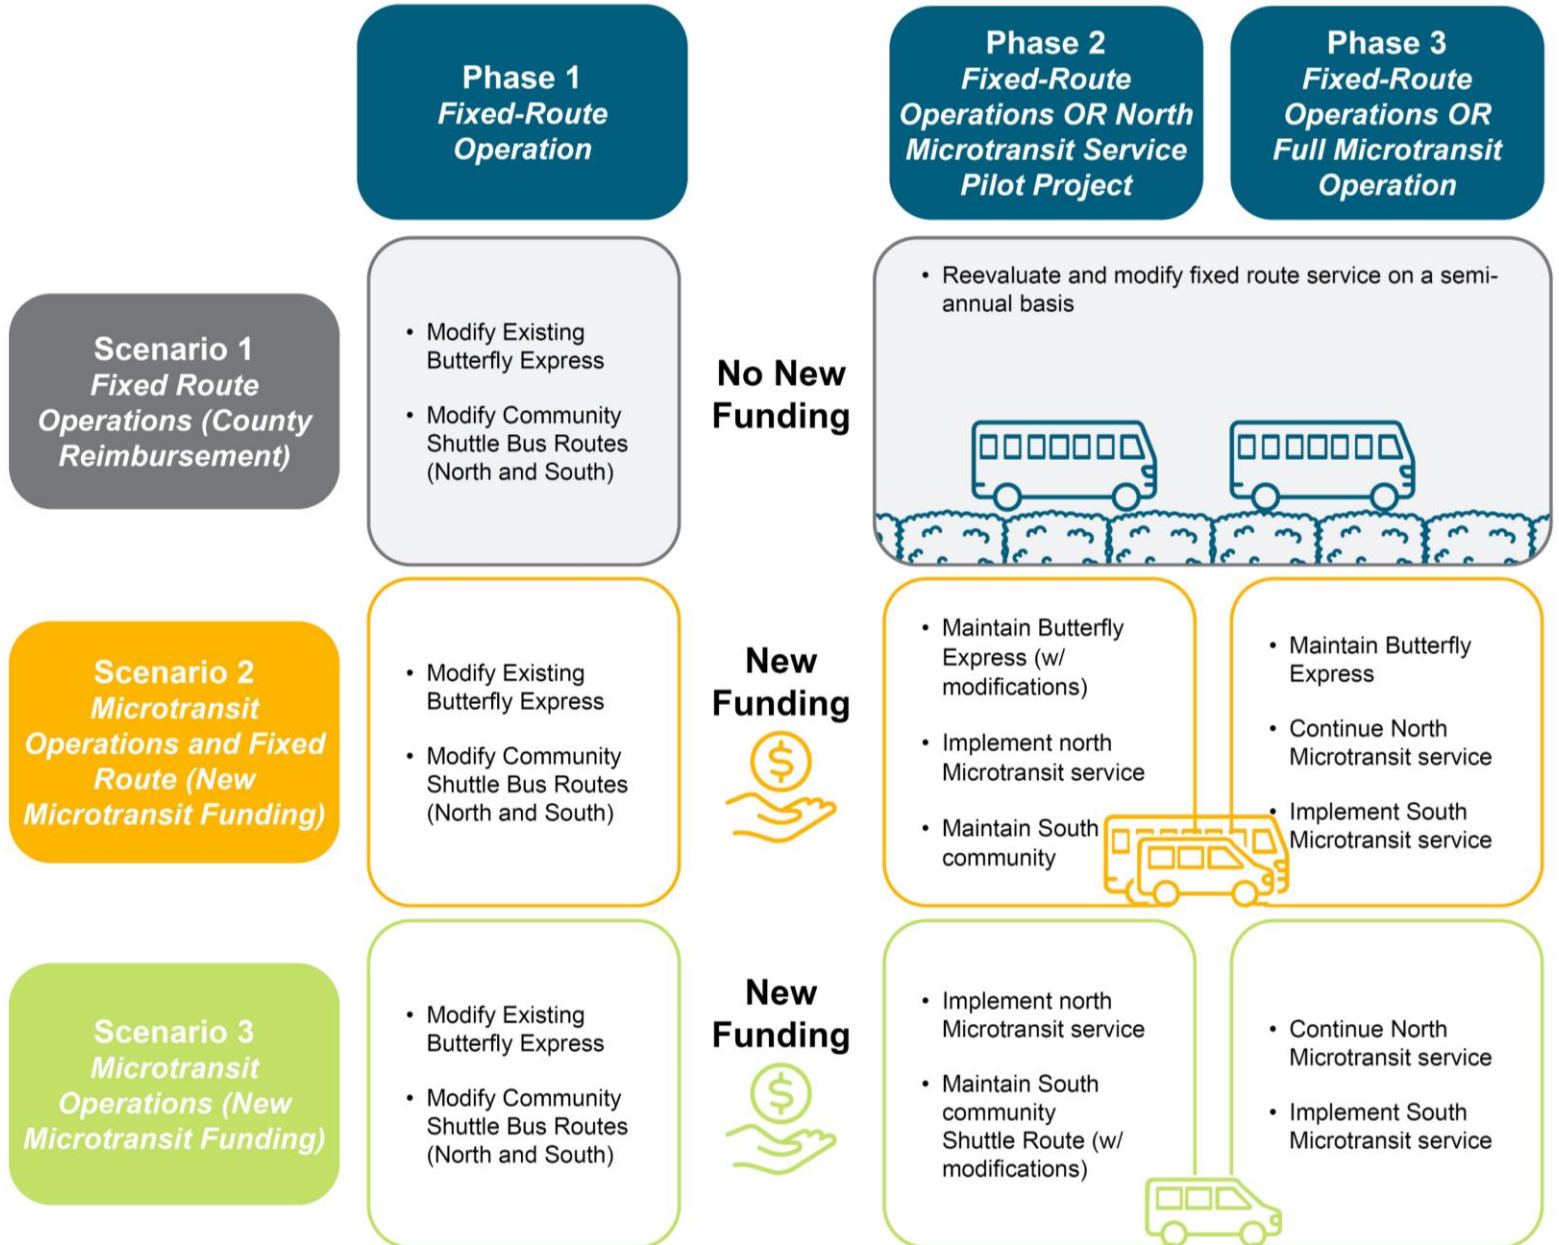 Phase 1
Fixed-Route
Operation
Phase 2
Fixed-Route
Operations OR North
Microtransit Service
Pilot Project
Phase 3
Fixed-Route
Operations OR
Full Microtransit
Operation
Scenario 1
Fixed Route
Operations (County
Reimbursement)
• Modify Existing
Butterfly Express
• Modify Community
Shuttle Bus Routes
(North and South)
No New
Funding
• Reevaluate and modify fixed route service on a semi-
annual basis
Scenario 2
Microtransit
Operations and Fixed
Route (New
Microtransit Funding)
• Modify Existing
Butterfly Express
• Modify Community
Shuttle Bus Routes
(North and South)
New
Funding
$
• Maintain Butterfly
Express (w/
modifications)
• Implement north
Microtransit service
• Maintain South
community
• Maintain Butterfly
Express
• Continue North
Microtransit service
• Implement South
Microtransit service
Scenario 3
Microtransit
Operations (New
Microtransit Funding)
• Modify Existing
Butterfly Express
• Modify Community
Shuttle Bus Routes
(North and South)
New
Funding
$
• Implement north
Microtransit service
• Maintain South
community
Shuttle Route (w/
modifications)
• Continue North
Microtransit service
• Implement South
Microtransit service